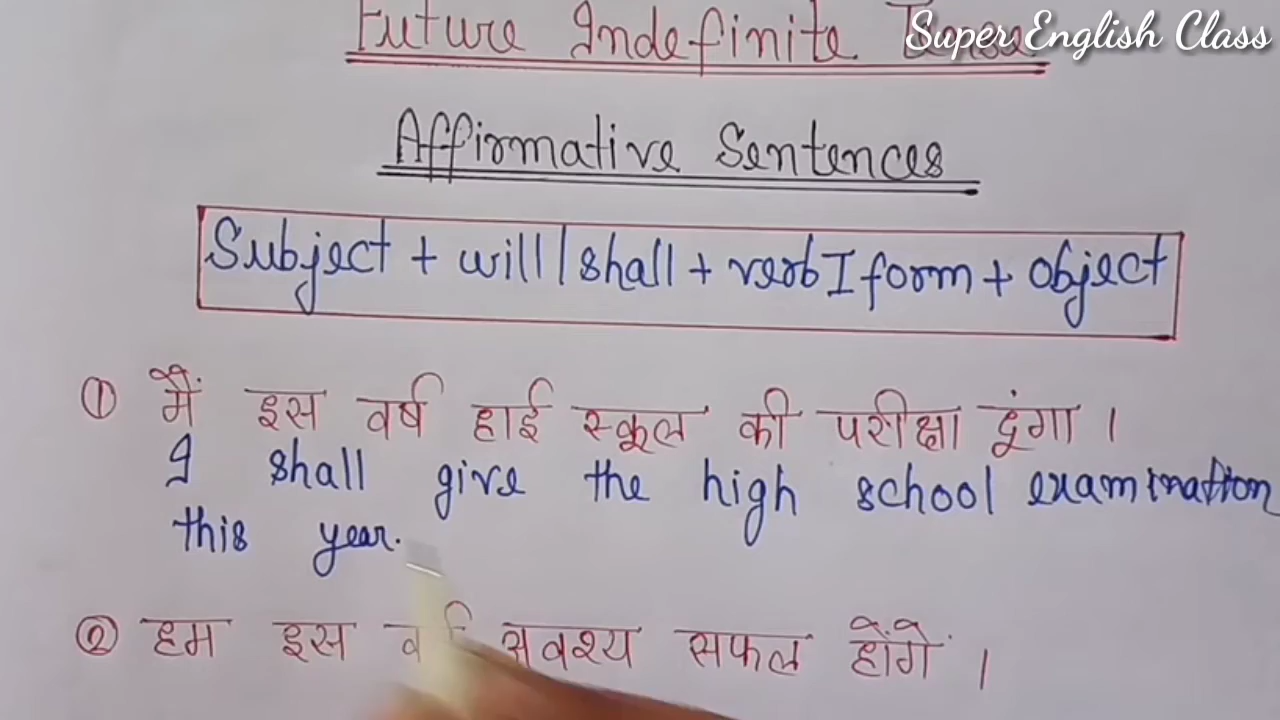 Super English Class
Future Indefinite Tense
Affirmative Sentences
Subject + will / shall + verb I form + object
① मैं इस वर्ष हाई स्कूल की परीक्षा दूंगा ।
I shall give the high school examination
this year.
② हम इस अवश्य सफल होंगे ।